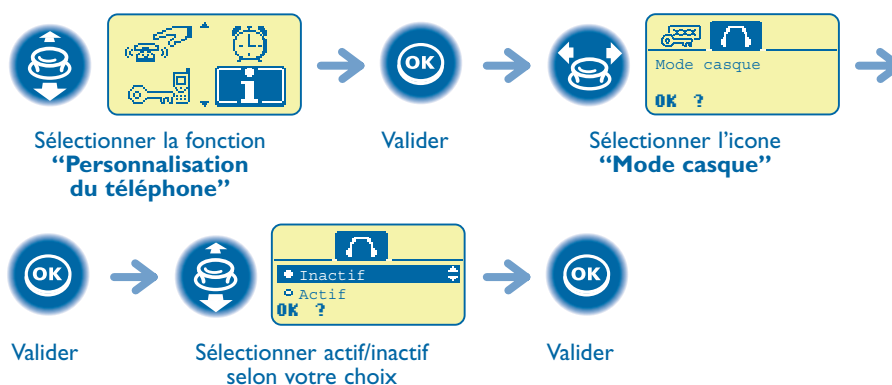 OK
Mode casque
OK ?
Sélectionner la fonction
“Personnalisation
du téléphone”
Valider
Sélectionner l’icone
“Mode casque”
OK
Inactif
Actif
OK ?
OK
Valider
Sélectionner actif/inactif
selon votre choix
Valider